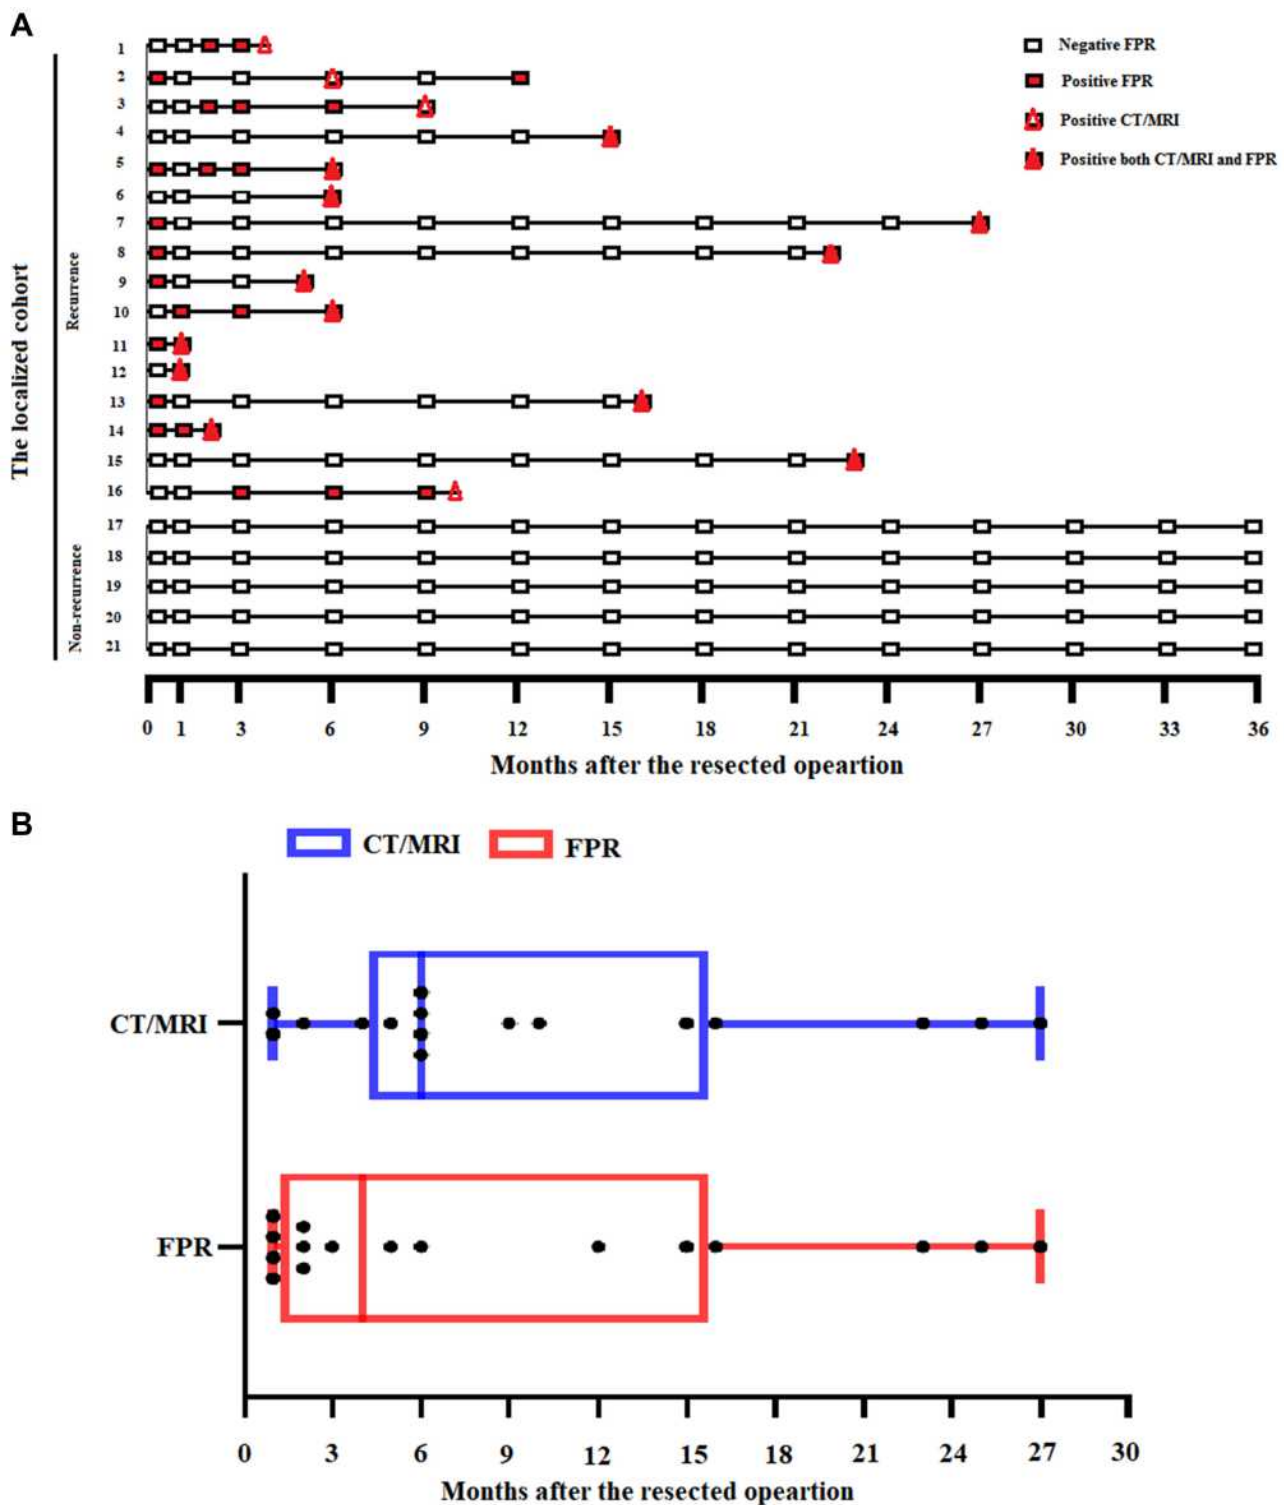 A
Negative FPR
Positive FPR
Positive CT/MRI
Positive both CT/MRI and FPR
The localized cohort
Recurrence
Non-recurrence
1
2
3
4
5
6
7
8
9
10
11
12
13
14
15
16
17
18
19
20
21
0 1 3 6 9 12 15 18 21 24 27 30 33 36
Months after the resected opeartion
B
CT/MRI FPR
CT/MRI
FPR
0 3 6 9 12 15 18 21 24 27 30
Months after the resected opeartion